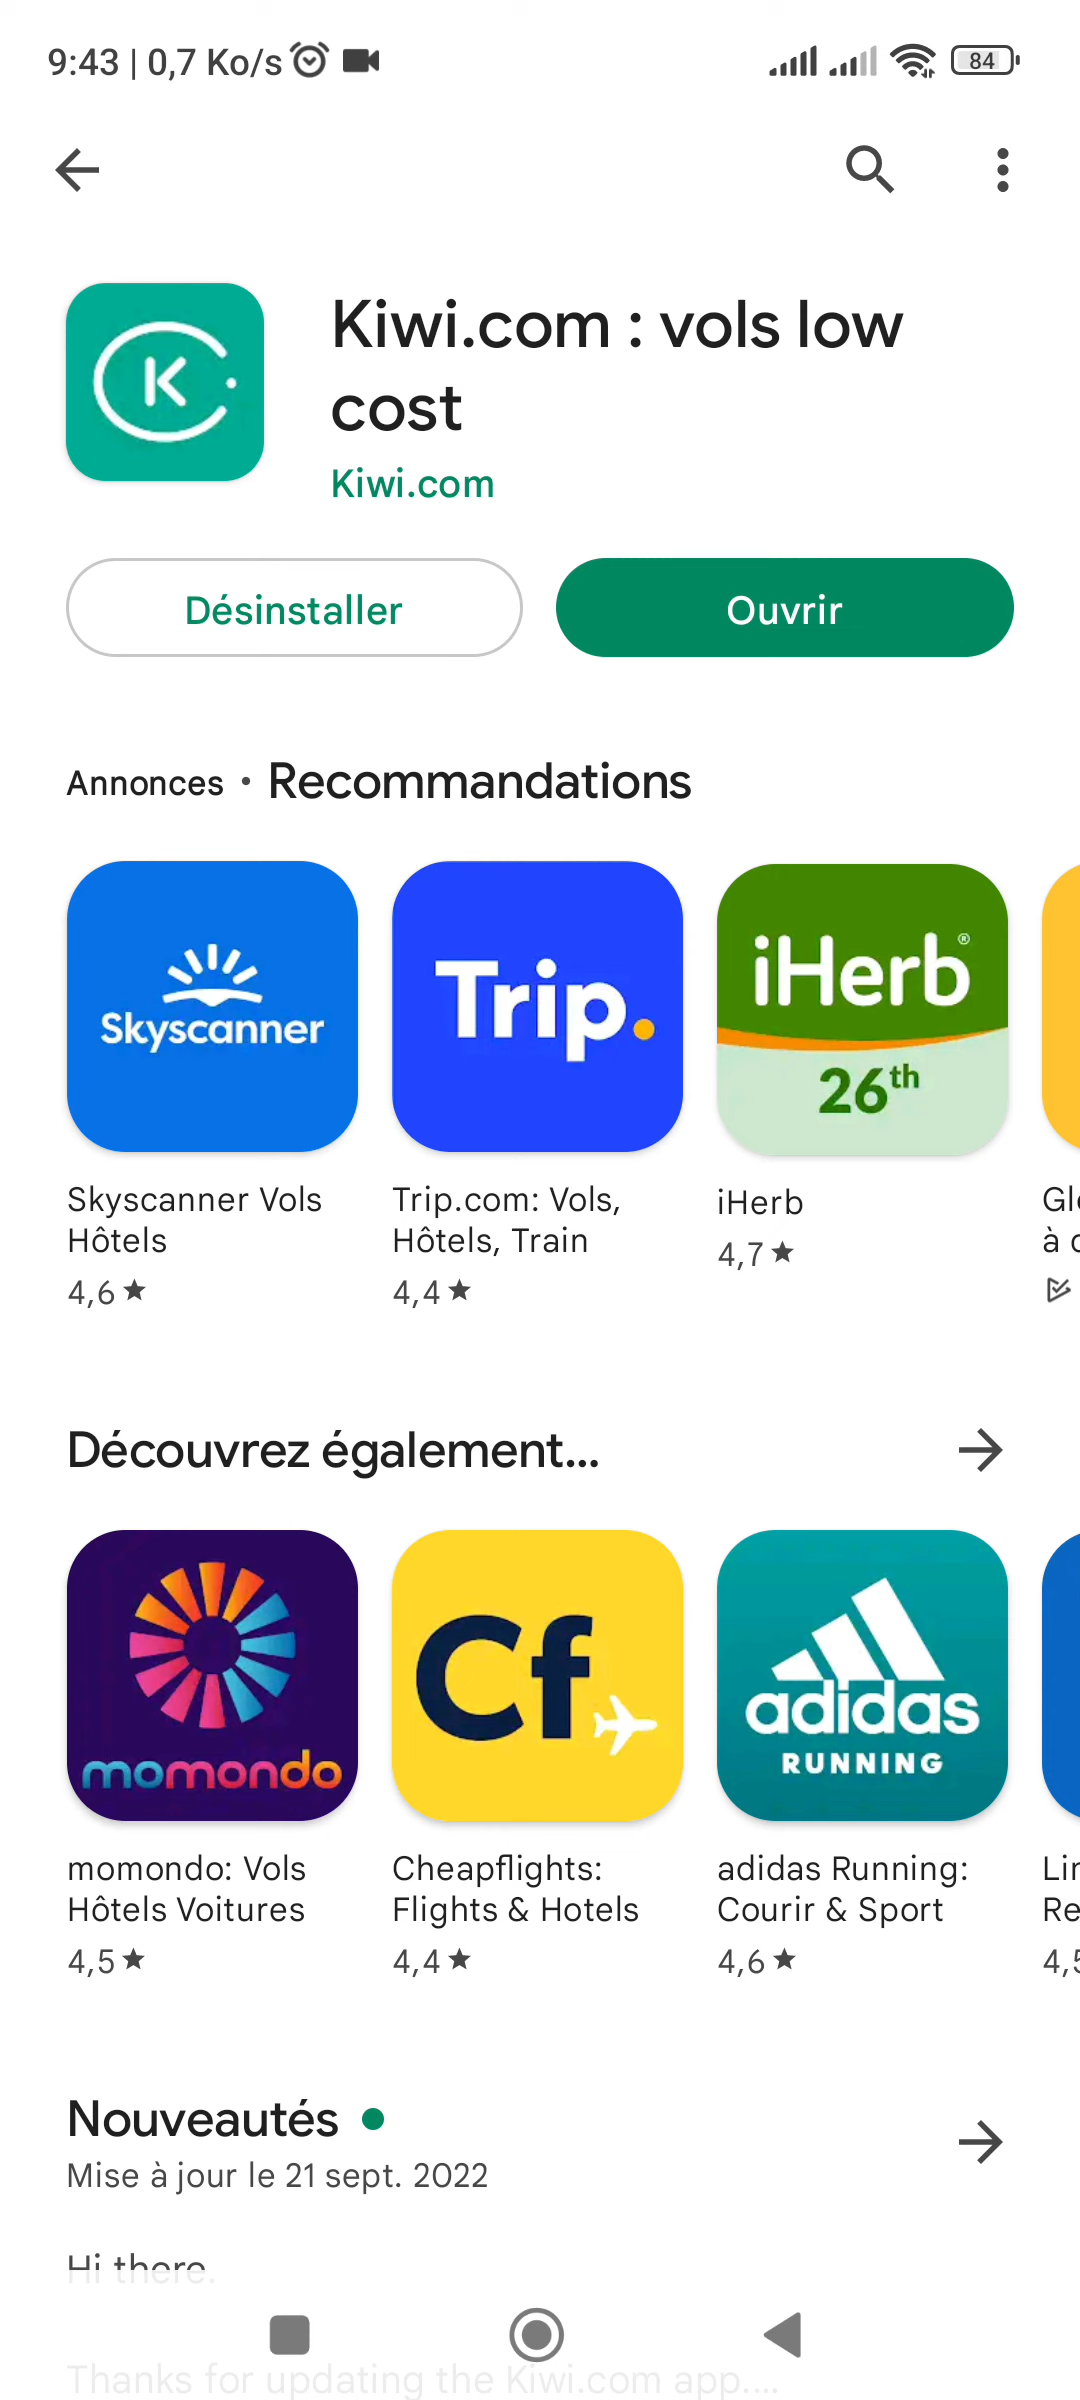 9:43 | 0,7 Ko/s
84
K
Kiwi.com : vols low
cost
Kiwi.com
Désinstaller
Ouvrir
Annonces • Recommandations
Skyscanner
Trip.
iHerb®
26th
Skyscanner Vols
Hôtels
4,6 ★
Trip.com: Vols,
Hôtels, Train
4,4 ★
iHerb
4,7 ★
à
Découvrez également...
momondo
Cf
adidas
RUNNING
momondo: Vols
Hôtels Voitures
4,5 ★
Cheapflights:
Flights & Hotels
4,4 ★
adidas Running:
Courir & Sport
4,6 ★
Nouveautés
Mise à jour le 21 sept. 2022
Hi there.
Thanks for updating the Kiwi.com app....